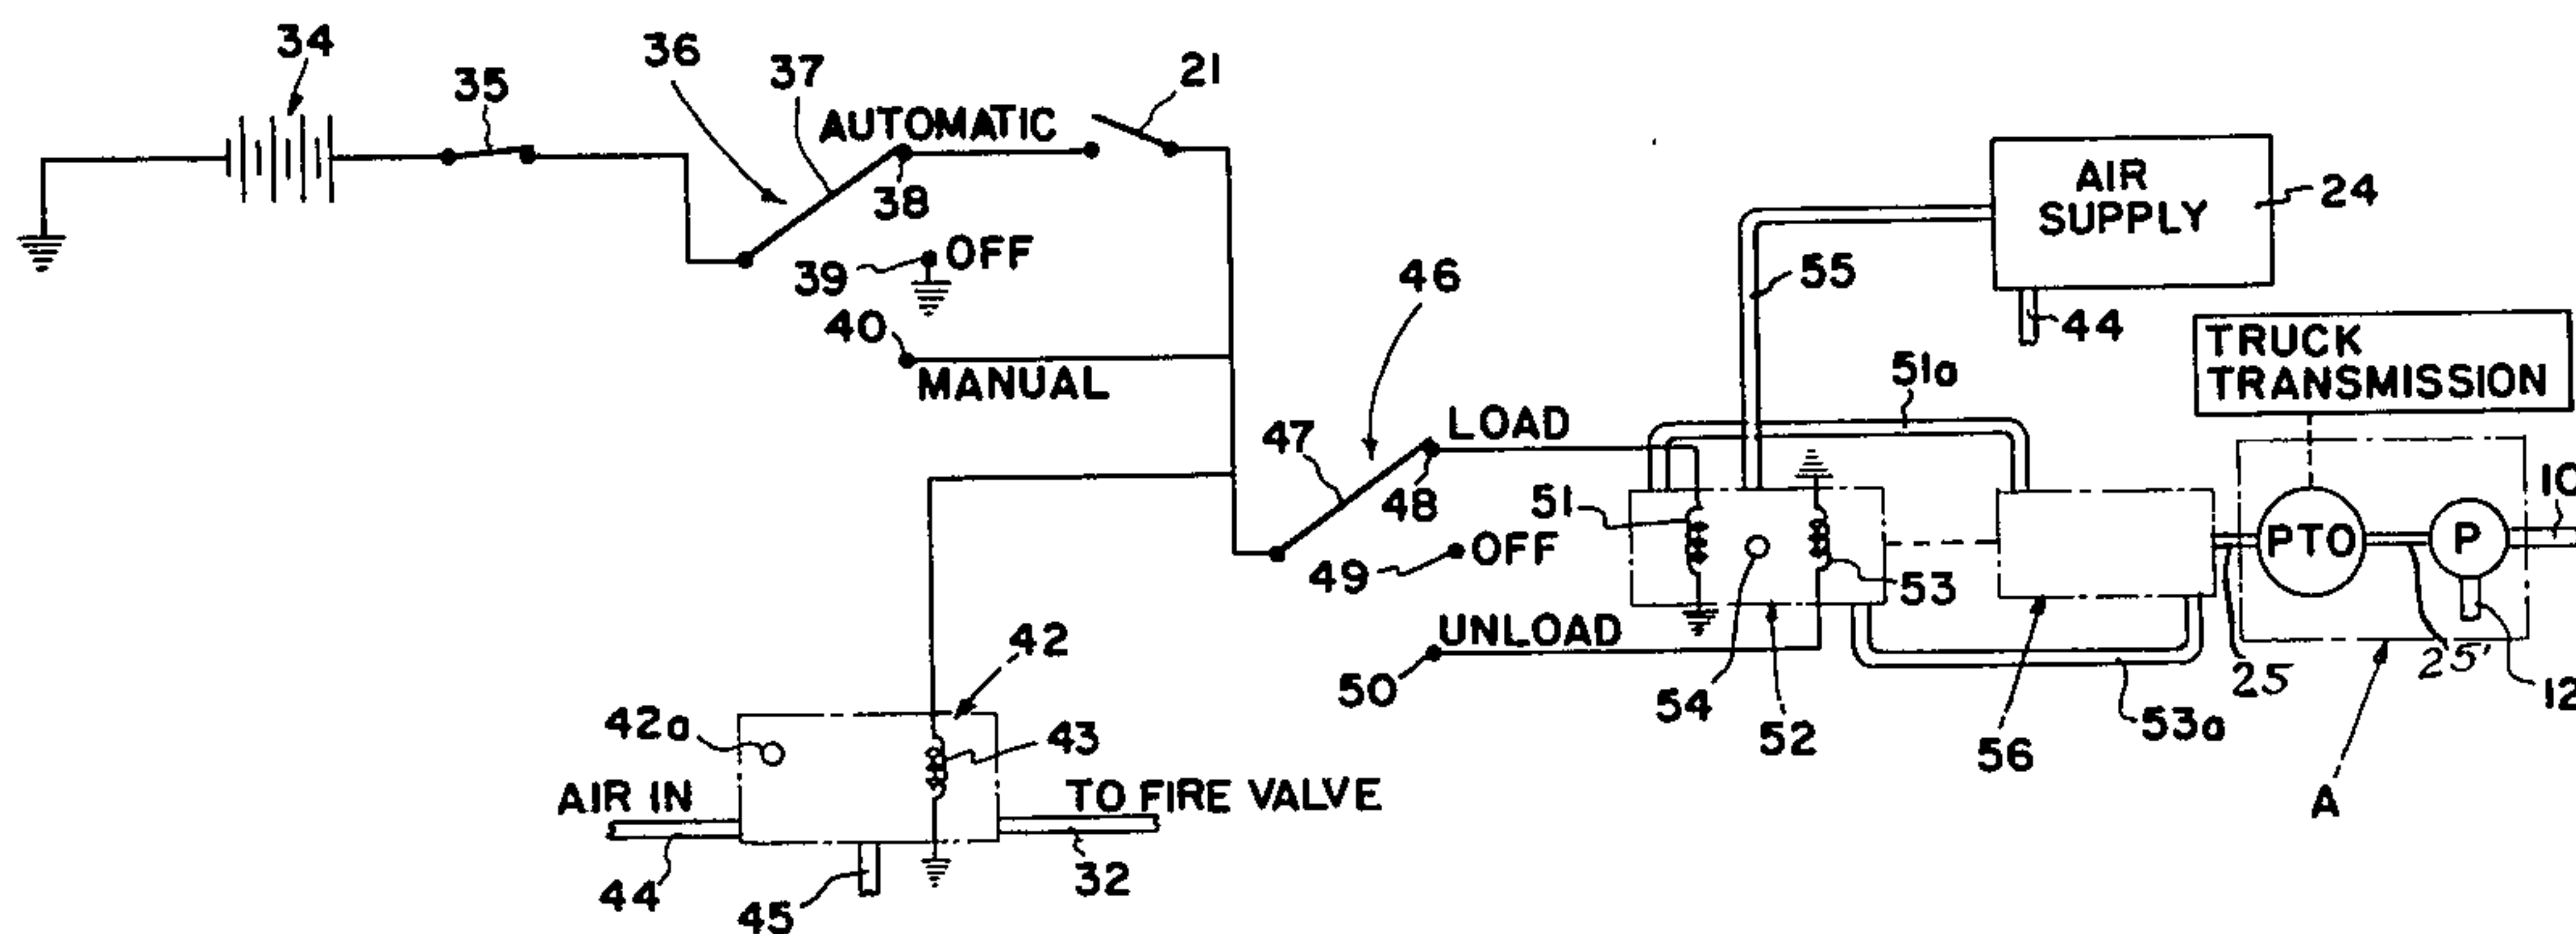 34
35
36
37
AUTOMATIC
21
38
39
OFF
40
MANUAL
46
AIR
SUPPLY
24
55
44
TRUCK
TRANSMISSION
51a
47
LOAD
48
51
49
OFF
53
PTO
P
10
UNLOAD
50
54
52
56
53a
25
25'
12
A
42
42a
43
AIR IN
TO FIRE VALVE
44
45
32